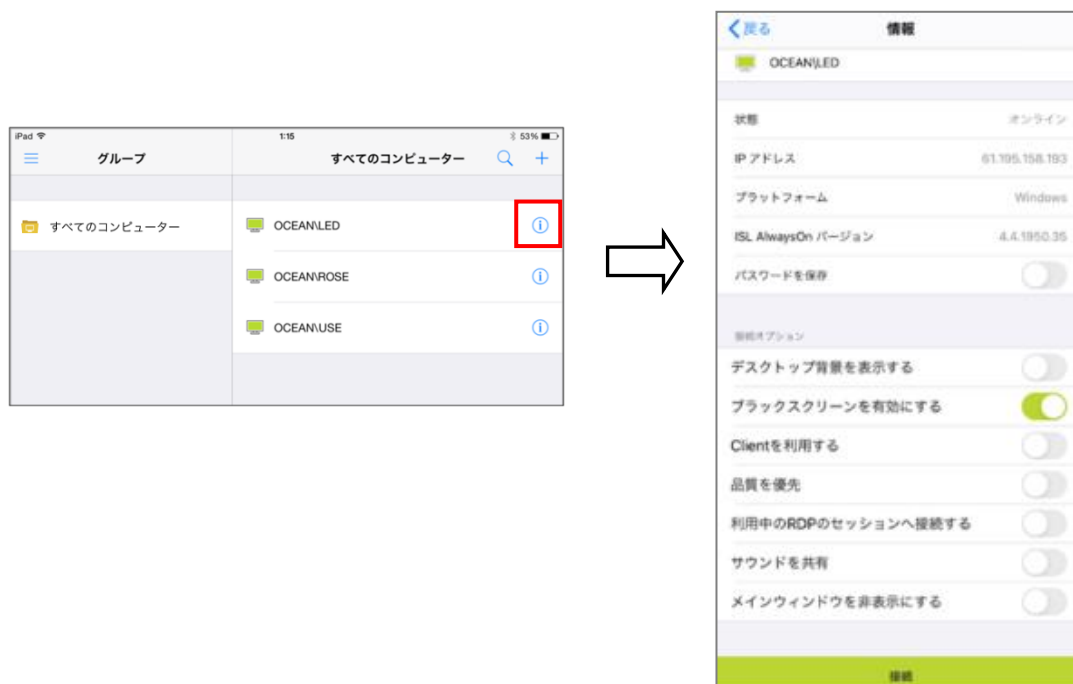 iPad 1:15 53%
グループ
すべてのコンピューター
すべてのコンピューター
OCEAN\LED
OCEAN\ROSE
OCEAN\USE
戻る 情報
OCEAN\LED
状態 オンライン
IP アドレス 61.195.158.193
プラットフォーム Windows
ISL AlwaysOn バージョン 4.4.1950.35
パスワードを保存
接続オプション
デスクトップ背景を表示する
ブラックスクリーンを有効にする
Clientを利用する
品質を優先
利用中のRDPのセッションへ接続する
サウンドを共有
メインウィンドウを非表示にする
接続